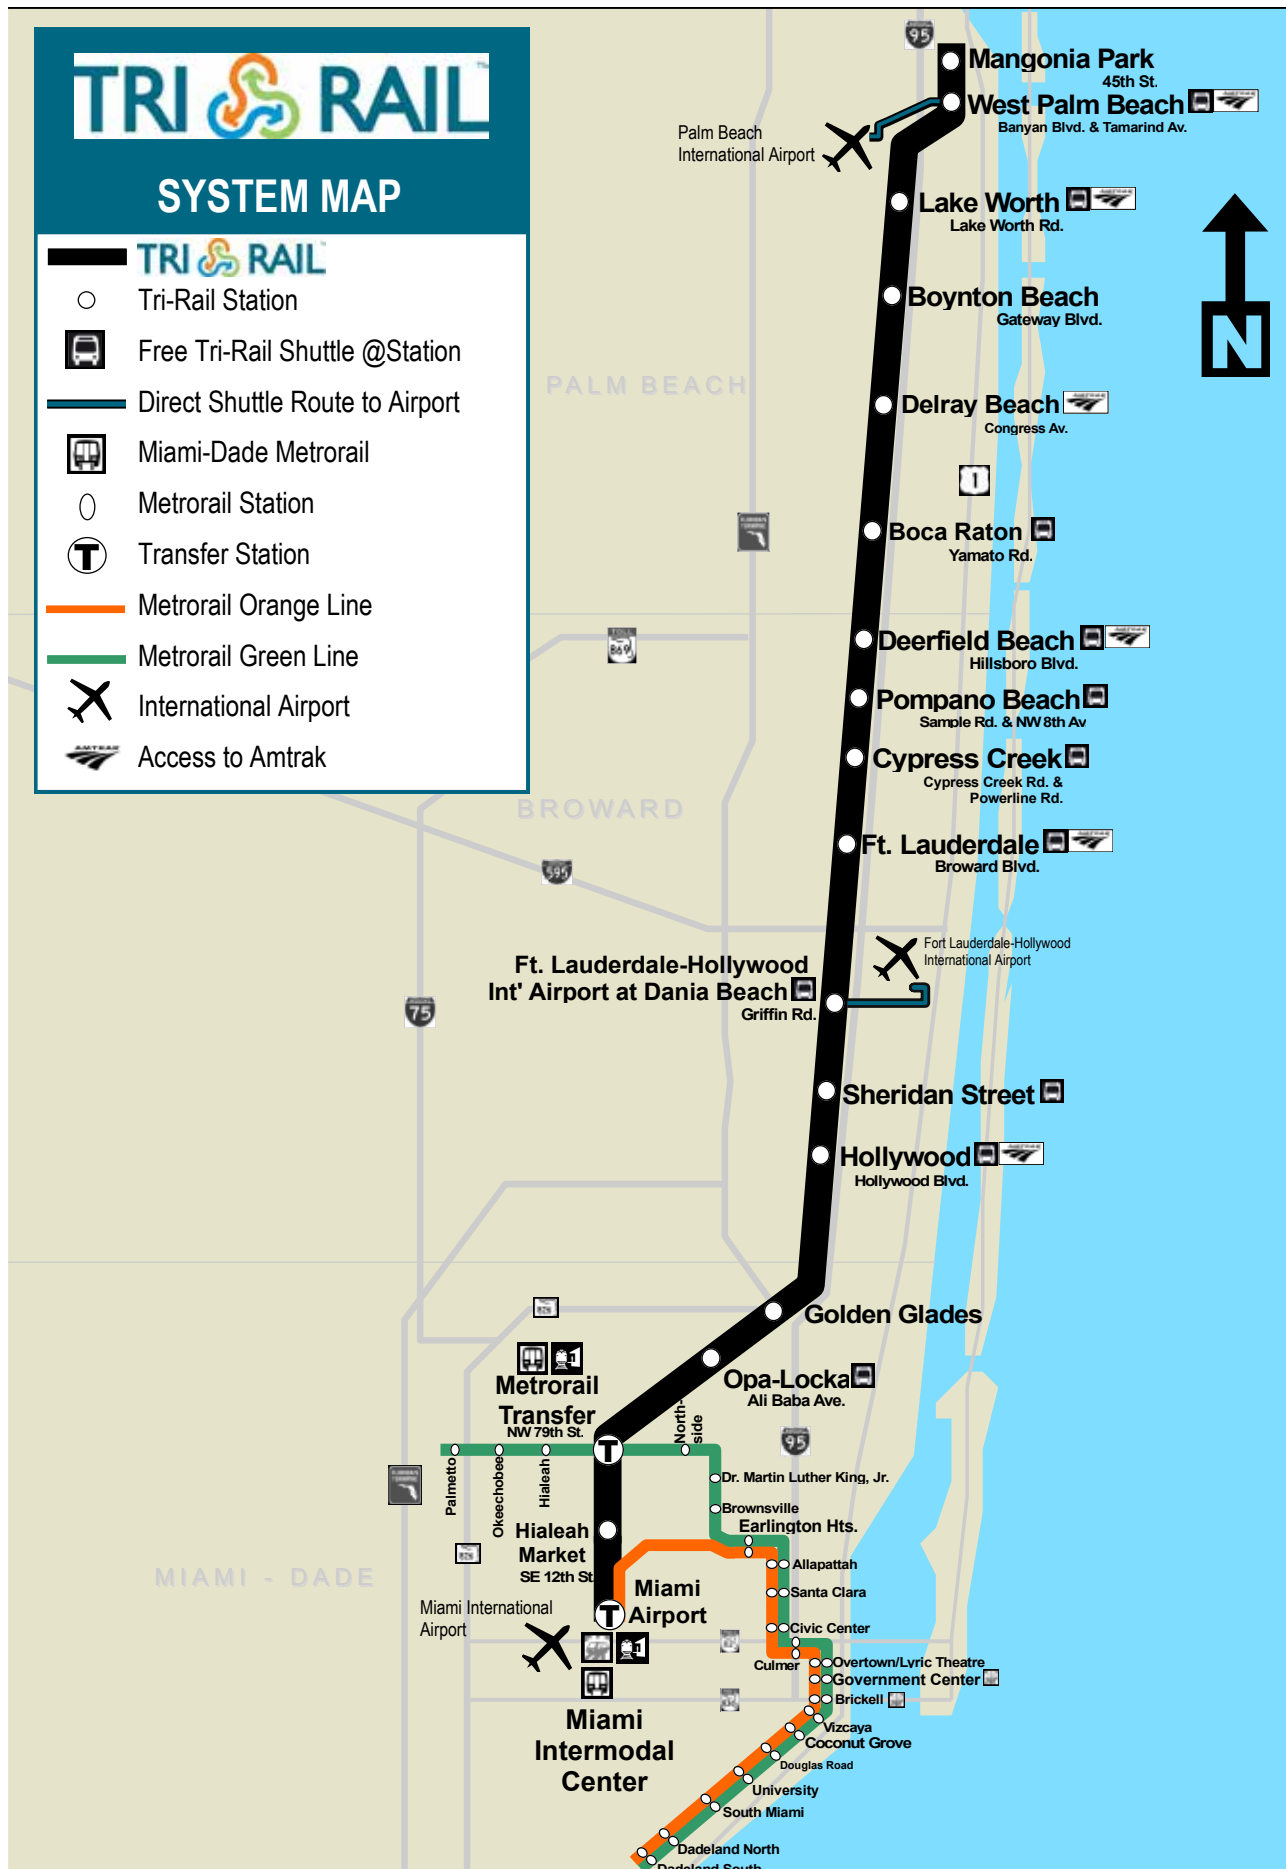 TRI RAIL
SYSTEM MAP
TRI RAIL
Tri-Rail Station
Free Tri-Rail Shuttle @Station
Direct Shuttle Route to Airport
Miami-Dade Metrorail
Metrorail Station
T
Transfer Station
Metrorail Orange Line
Metrorail Green Line
International Airport
AMTRAK
Access to Amtrak
95
Mangonia Park
45th St.
West Palm Beach
Banyan Blvd. & Tamarind Av.
Palm Beach
International Airport
Lake Worth
Lake Worth Rd.
N
Boynton Beach
Gateway Blvd.
PALM BEACH
Delray Beach
Congress Av.
1
Boca Raton
Yamato Rd.
TOLL
869
Deerfield Beach
Hillsboro Blvd.
Pompano Beach
Sample Rd. & NW 8th Av
Cypress Creek
Cypress Creek Rd. &
Powerline Rd.
BROWARD
Ft. Lauderdale
Broward Blvd.
595
Fort Lauderdale-Hollywood
International Airport
Ft. Lauderdale-Hollywood
Int' Airport at Dania Beach
Griffin Rd.
75
Sheridan Street
Hollywood
Hollywood Blvd.
826
Golden Glades
Metrorail
Transfer
NW 79th St.
Opa-Locka
Ali Baba Ave.
95
T
North-
side
Palmetto
Okeechobee
Hialeah
Dr. Martin Luther King, Jr.
Brownsville
Earlington Hts.
Hialeah
Market
SE 12th St.
826
Allapattah
MIAMI - DADE
Santa Clara
Miami
Airport
T
Miami International
Airport
Civic Center
Culmer
Overtown/Lyric Theatre
Government Center
Brickell
Miami
Intermodal
Center
Vizcaya
Coconut Grove
Douglas Road
University
South Miami
Dadeland North
Dadeland South